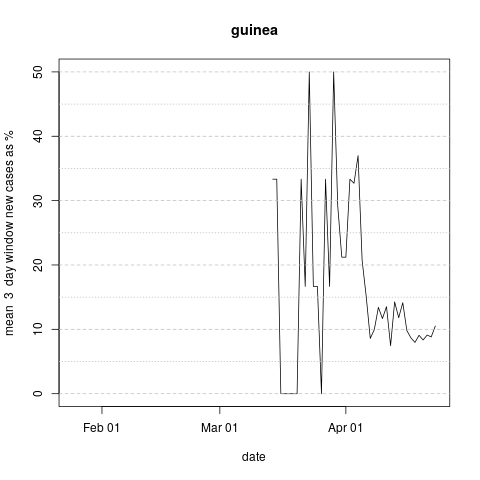 guinea
mean 3 day window new cases as %
50
40
30
20
10
0
Feb 01
Mar 01
Apr 01
date